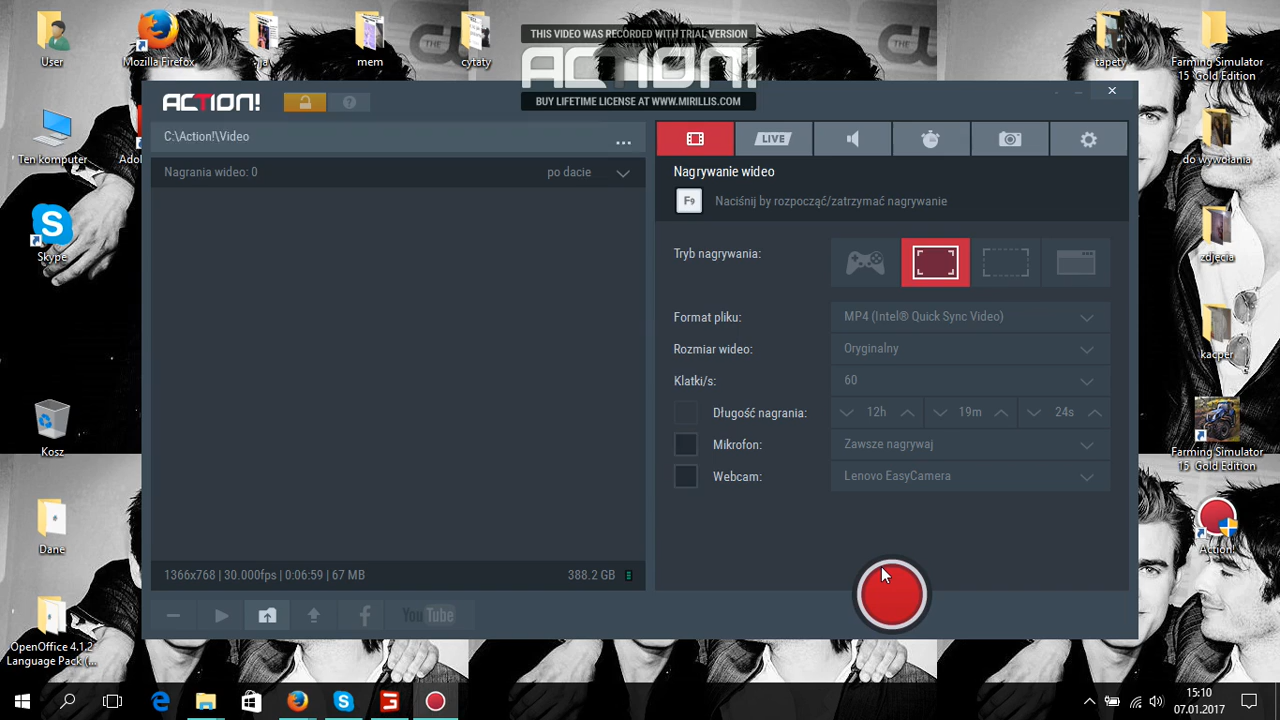 User
Mozilla Firefox
ja
mem
cytaty
THIS VIDEO WAS RECORDED WITH TRIAL VERSION
ACTION!
BUY LIFETIME LICENSE AT WWW.MIRILLIS.COM
tapety
Farming Simulator
15 Gold Edition
THE CW
Ten komputer
Skype
Kosz
Dane
OpenOffice 4.1.2
Language Pack (...
ACTION!
?
C:\Action!\Video
...
Nagrania wideo: 0
po dacie
1366x768 | 30.000fps | 0:06:59 | 67 MB
388.2 GB
f
YouTube
LIVE
Nagrywanie wideo
F9
Naciśnij by rozpocząć/zatrzymać nagrywanie
Tryb nagrywania:
Format pliku:
MP4 (Intel® Quick Sync Video)
Rozmiar wideo:
Oryginalny
Klatki/s:
60
Długość nagrania:
12h
19m
24s
Mikrofon:
Zawsze nagrywaj
Webcam:
Lenovo EasyCamera
do wywołania
zdjęcia
kacper
Farming Simulator
15 Gold Edition
Action!
15:10
07.01.2017